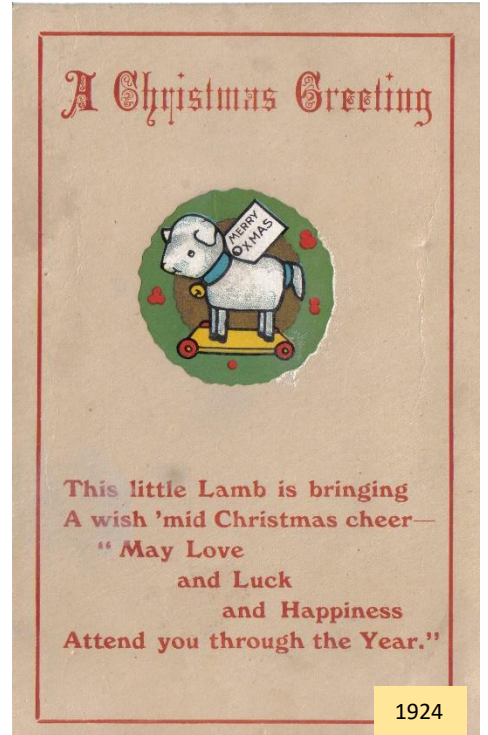 A Christmas Greeting
MERRY
XMAS
This little Lamb is bringing
A wish 'mid Christmas cheer—
“ May Love
and Luck
and Happiness
Attend you through the Year.”
1924